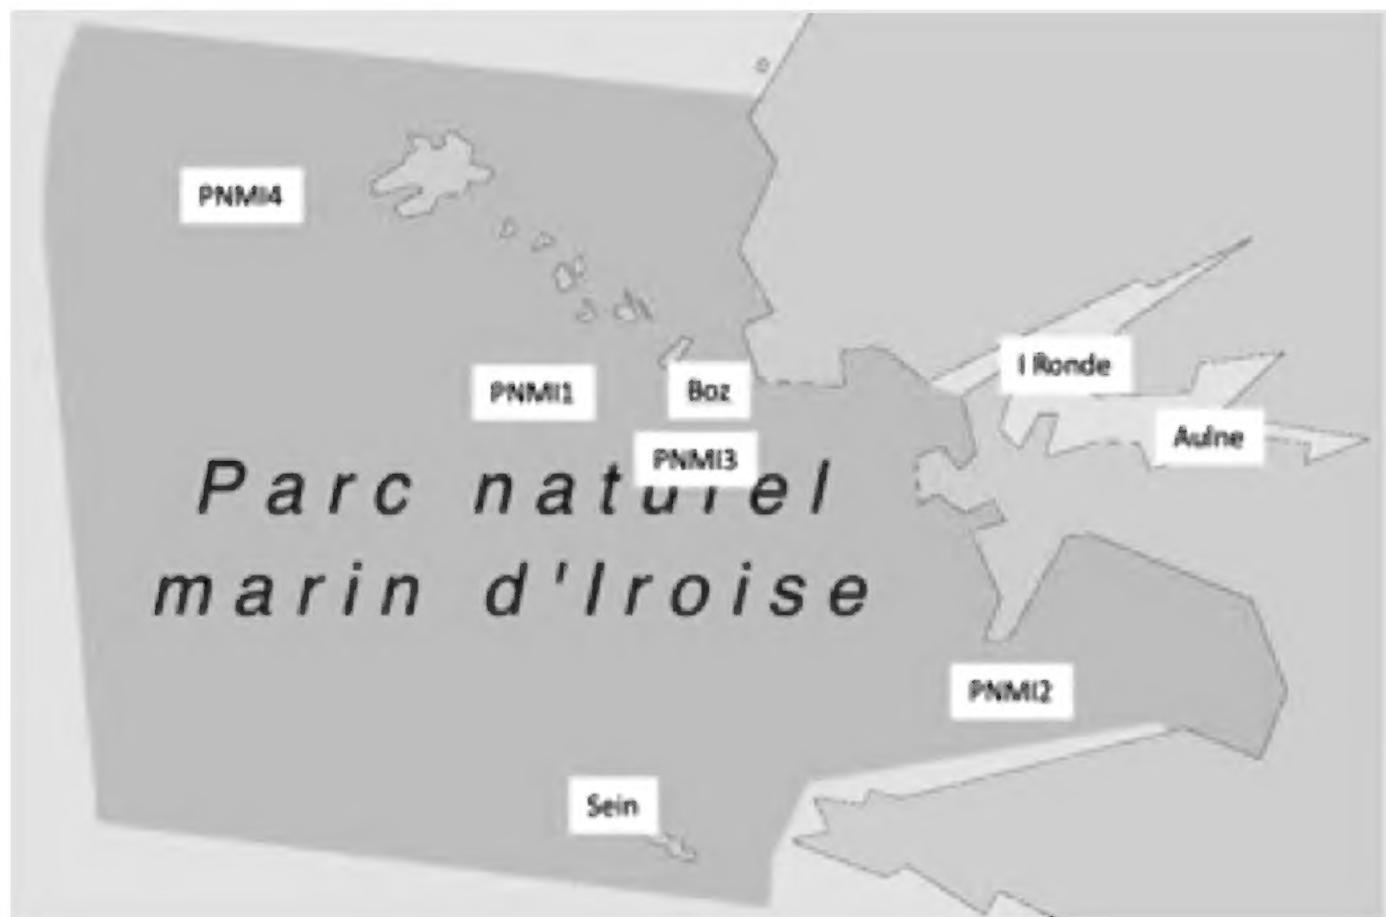 PNMI4
I Ronde
PNMI1
Boz
Aulne
PNMI3
Parc naturel
marin d'Iroise
PNMI2
Sein